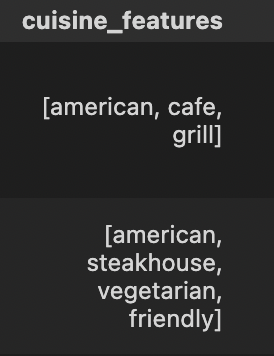 cuisine_features
[american, cafe,
grill]
[american,
steakhouse,
vegetarian,
friendly]